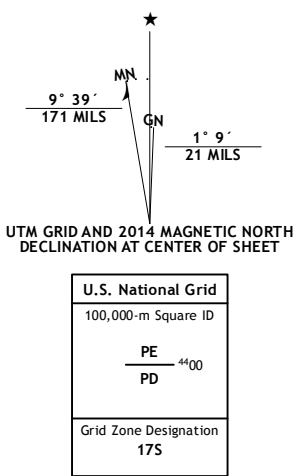 ★
MN
GN
9° 39´
171 MILS
1° 9´
21 MILS
UTM GRID AND 2014 MAGNETIC NORTH
DECLINATION AT CENTER OF SHEET
U.S. National Grid
100,000-m Square ID
PE
4400
PD
Grid Zone Designation
17S